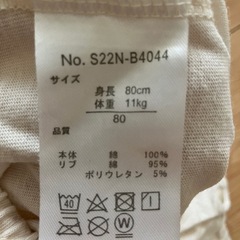 No. S22N-B4044
サイズ
身長 80cm
体重 11kg
80
品質
本体 綿 100%
リブ 綿 95%
ポリウレタン 5%
40
W